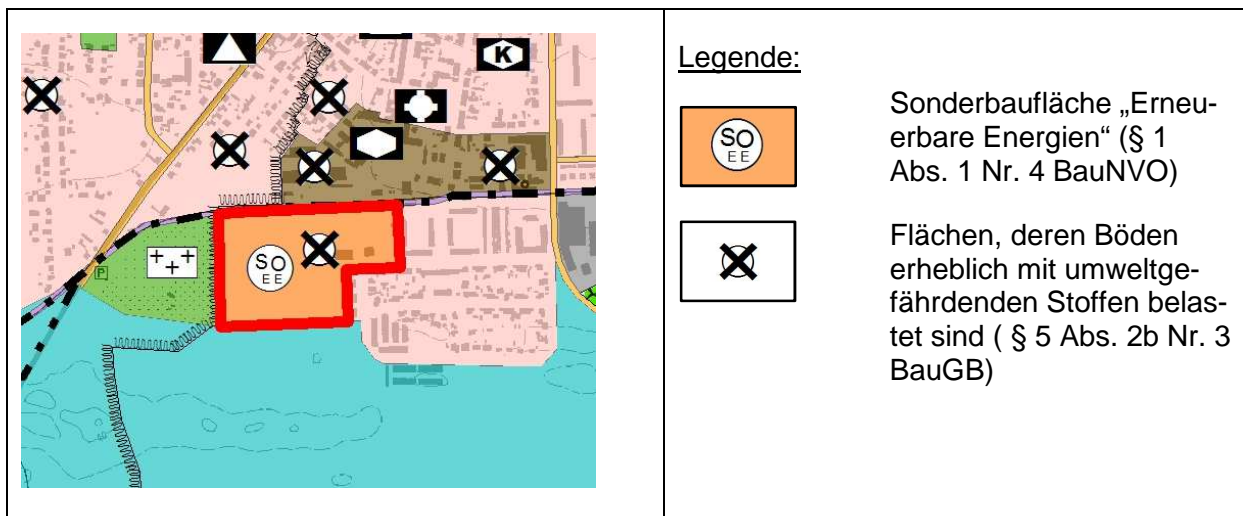 K
P
SO
EE
Legende:
SO
EE
Sonderbaufläche „Erneu-
erbare Energien“ (§ 1
Abs. 1 Nr. 4 BauNVO)
Flächen, deren Böden
erheblich mit umweltge-
fährdenden Stoffen belas-
tet sind ( § 5 Abs. 2b Nr. 3
BauGB)